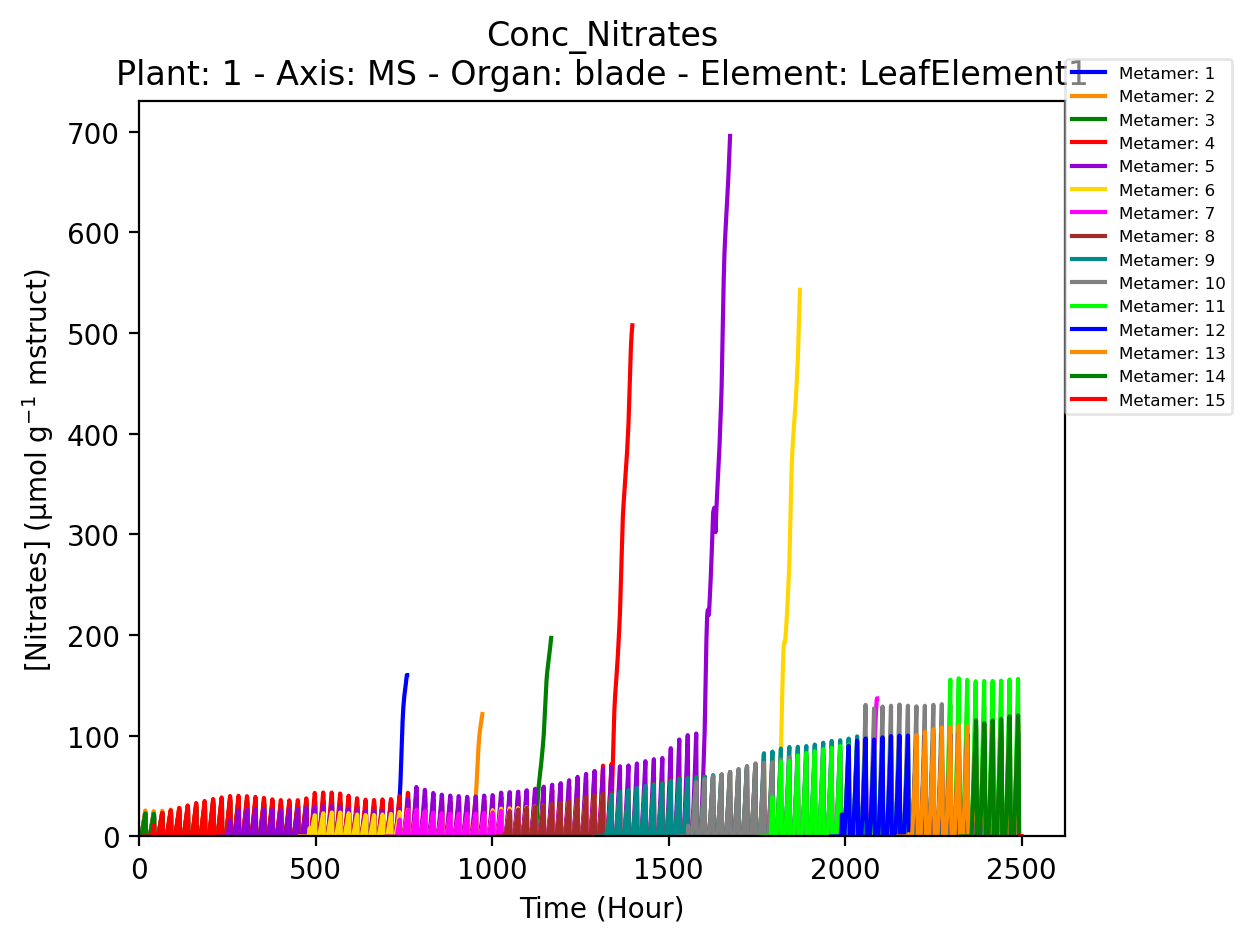 Conc_Nitrates
Plant: 1 - Axis: MS - Organ: blade - Element: LeafElement1
Metamer: 1
Metamer: 2
Metamer: 3
Metamer: 4
Metamer: 5
Metamer: 6
Metamer: 7
Metamer: 8
Metamer: 9
Metamer: 10
Metamer: 11
Metamer: 12
Metamer: 13
Metamer: 14
Metamer: 15
[Nitrates] (µmol g⁻¹ mstruct)
700
600
500
400
300
200
100
0
0 500 1000 1500 2000 2500
Time (Hour)